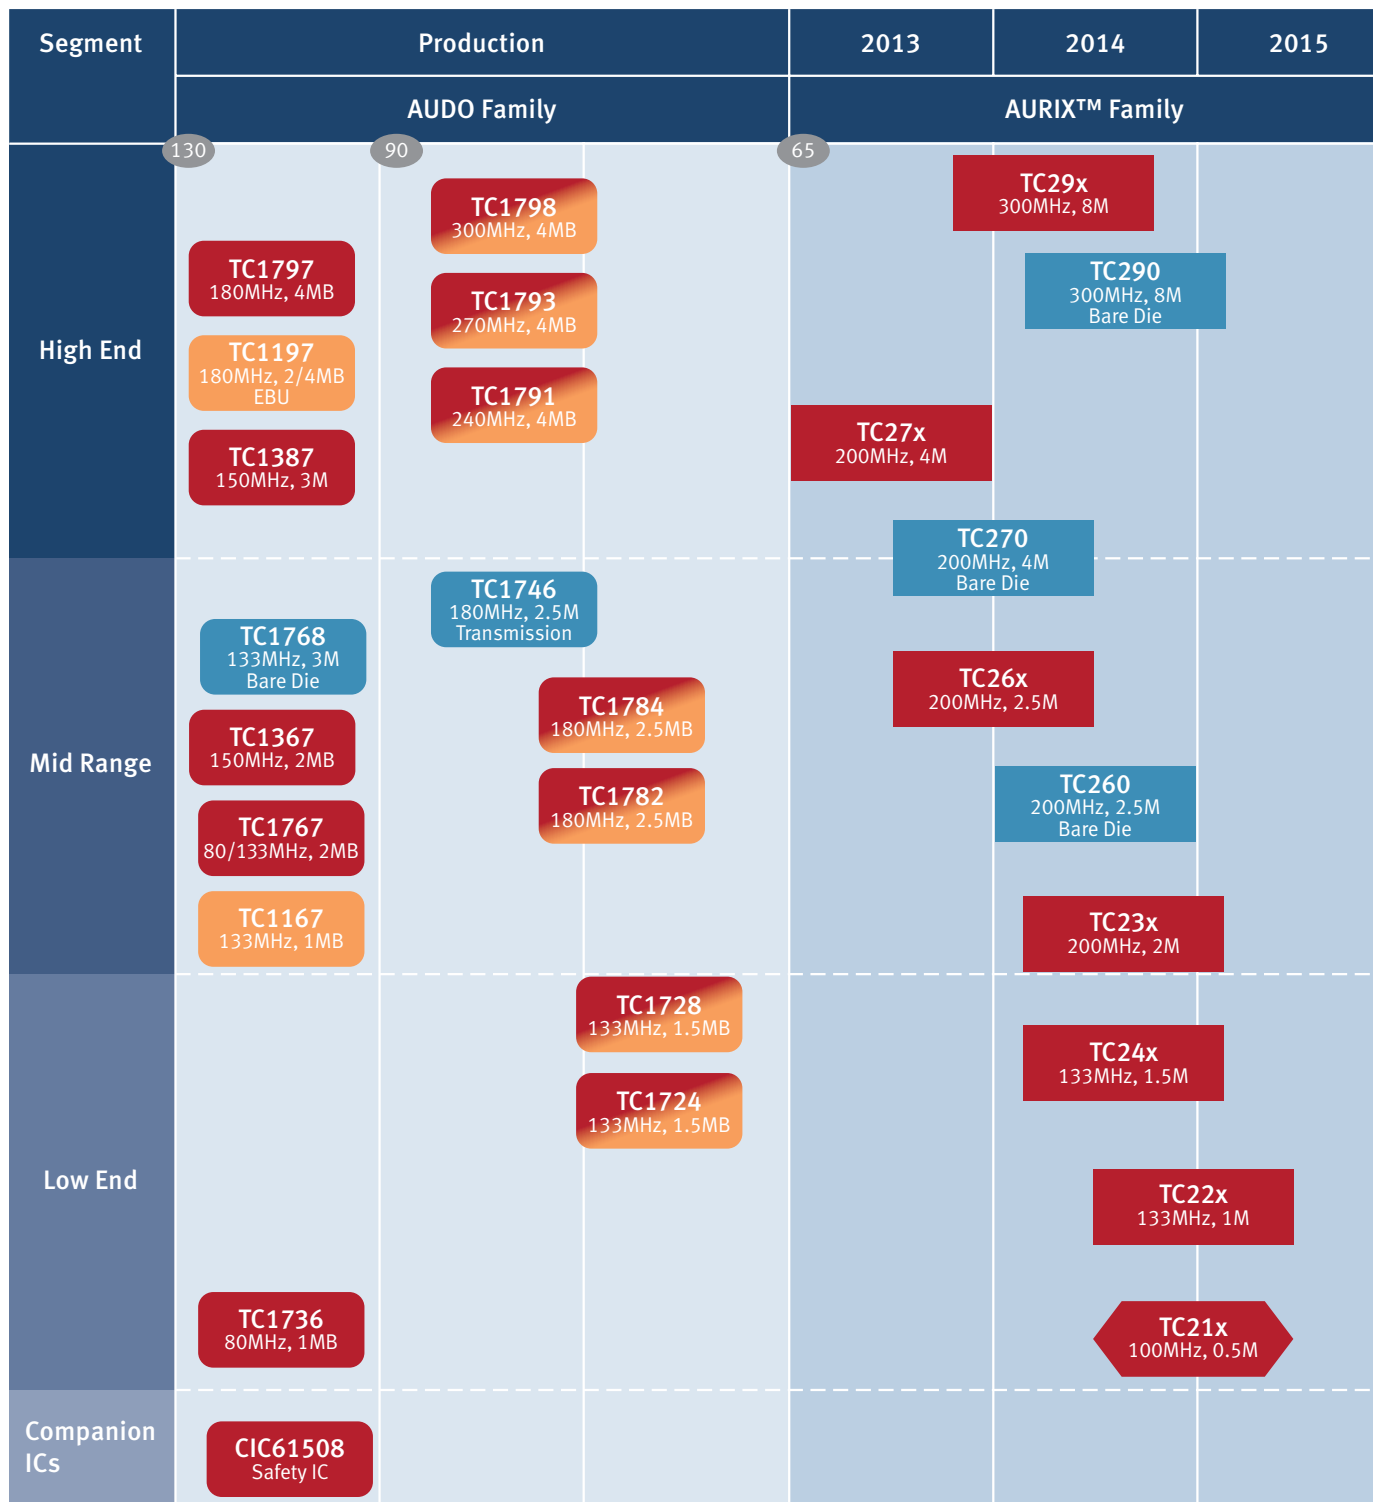 Segment
Production
2013
2014
2015
AUDO Family
AURIX™ Family
130
90
65
High End
TC1797
180MHz, 4MB
TC1197
180MHz, 2/4MB
EBU
TC1387
150MHz, 3M
TC1798
300MHz, 4MB
TC1793
270MHz, 4MB
TC1791
240MHz, 4MB
TC29x
300MHz, 8M
TC290
300MHz, 8M
Bare Die
TC27x
200MHz, 4M
TC270
200MHz, 4M
Bare Die
Mid Range
TC1768
133MHz, 3M
Bare Die
TC1367
150MHz, 2MB
TC1767
80/133MHz, 2MB
TC1167
133MHz, 1MB
TC1746
180MHz, 2.5M
Transmission
TC1784
180MHz, 2.5MB
TC1782
180MHz, 2.5MB
TC26x
200MHz, 2.5M
TC260
200MHz, 2.5M
Bare Die
TC23x
200MHz, 2M
Low End
TC1728
133MHz, 1.5MB
TC1724
133MHz, 1.5MB
TC1736
80MHz, 1MB
TC24x
133MHz, 1.5M
TC22x
133MHz, 1M
TC21x
100MHz, 0.5M
Companion
ICs
CIC61508
Safety IC